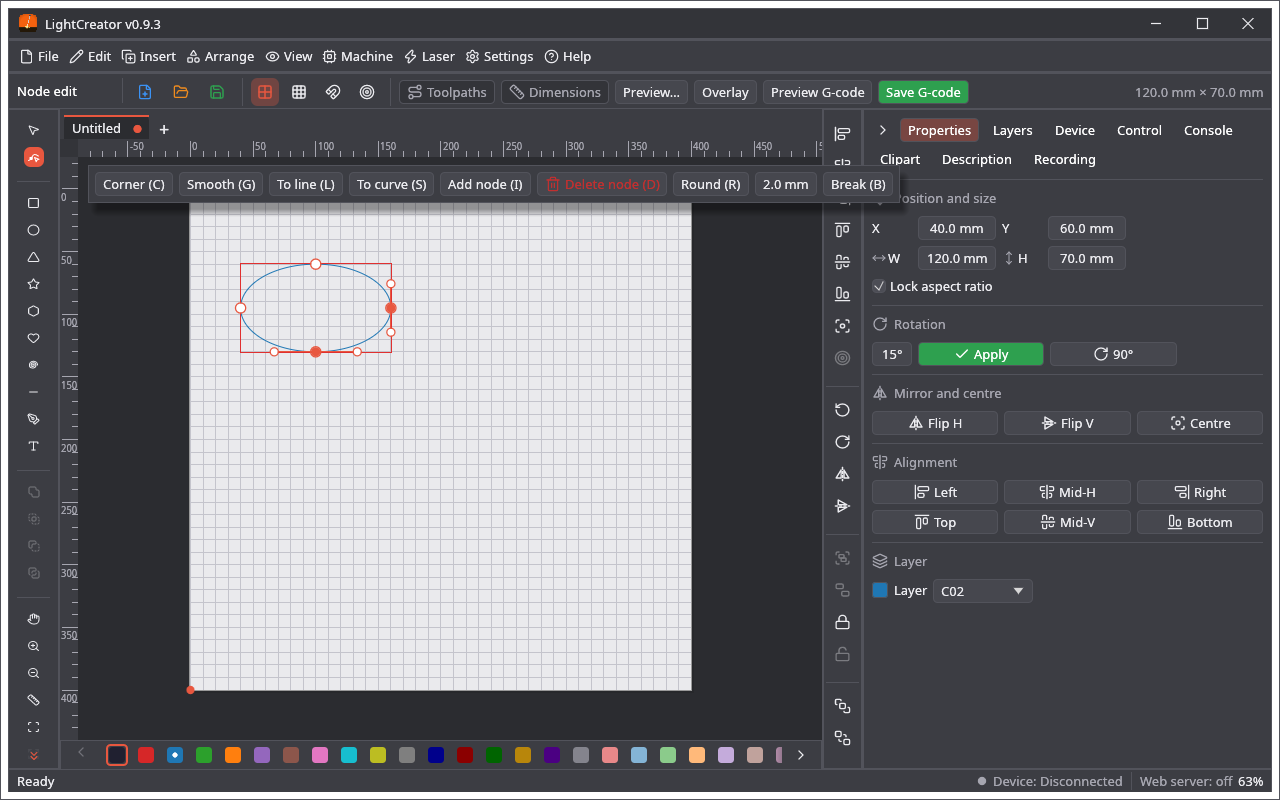 LightCreator v0.9.3
File Edit Insert Arrange View Machine Laser Settings Help
Node edit Toolpaths Dimensions Preview... Overlay Preview G-code Save G-code 120.0 mm × 70.0 mm
Untitled
-50 0 50 100 150 200 250 300 350 400 450
Corner (C) Smooth (G) To line (L) To curve (S) Add node (I) Delete node (D) Round (R) 2.0 mm Break (B)
0
50
100
150
200
250
300
350
400
Properties Layers Device Control Console
Clipart Description Recording
osition and size
X 40.0 mm Y 60.0 mm
W 120.0 mm H 70.0 mm
Lock aspect ratio
Rotation
15° Apply 90°
Mirror and centre
Flip H Flip V Centre
Alignment
Left Mid-H Right
Top Mid-V Bottom
Layer
Layer C02
Ready Device: Disconnected Web server: off 63%